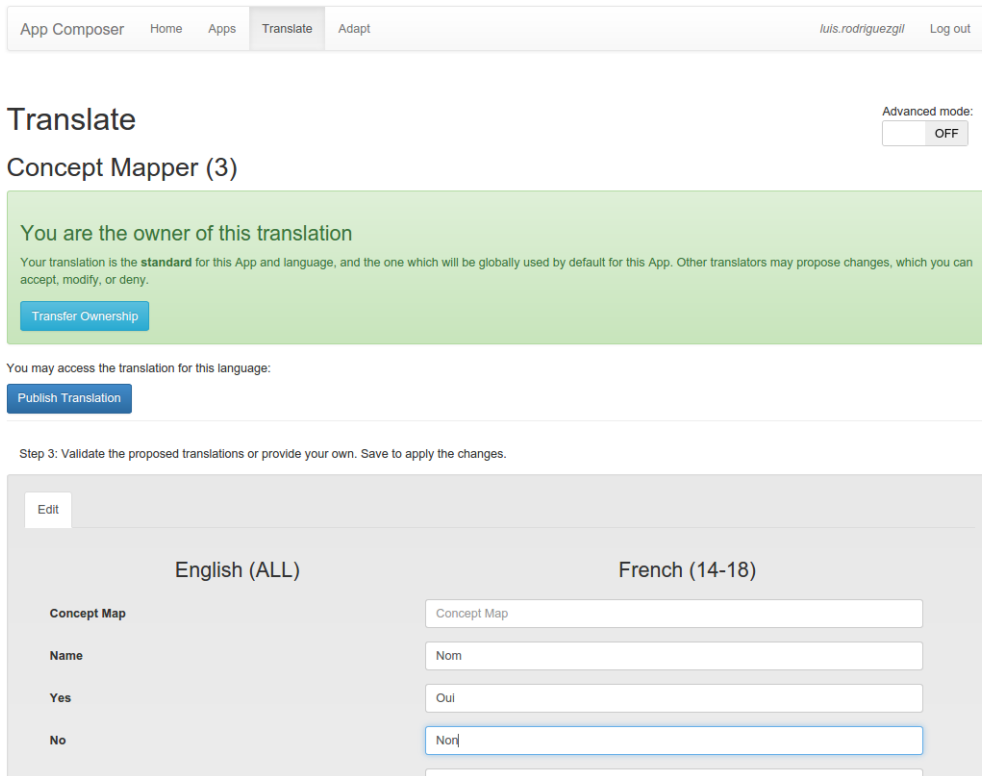 App Composer Home Apps Translate Adapt luis.rodriguezgil Log out
Translate
Advanced mode:
OFF
Concept Mapper (3)
You are the owner of this translation
Your translation is the standard for this App and language, and the one which will be globally used by default for this App. Other translators may propose changes, which you can
accept, modify, or deny.
Transfer Ownership
You may access the translation for this language:
Publish Translation
Step 3: Validate the proposed translations or provide your own. Save to apply the changes.
Edit
English (ALL) French (14-18)
Concept Map Concept Map
Name Nom
Yes Oui
No Non